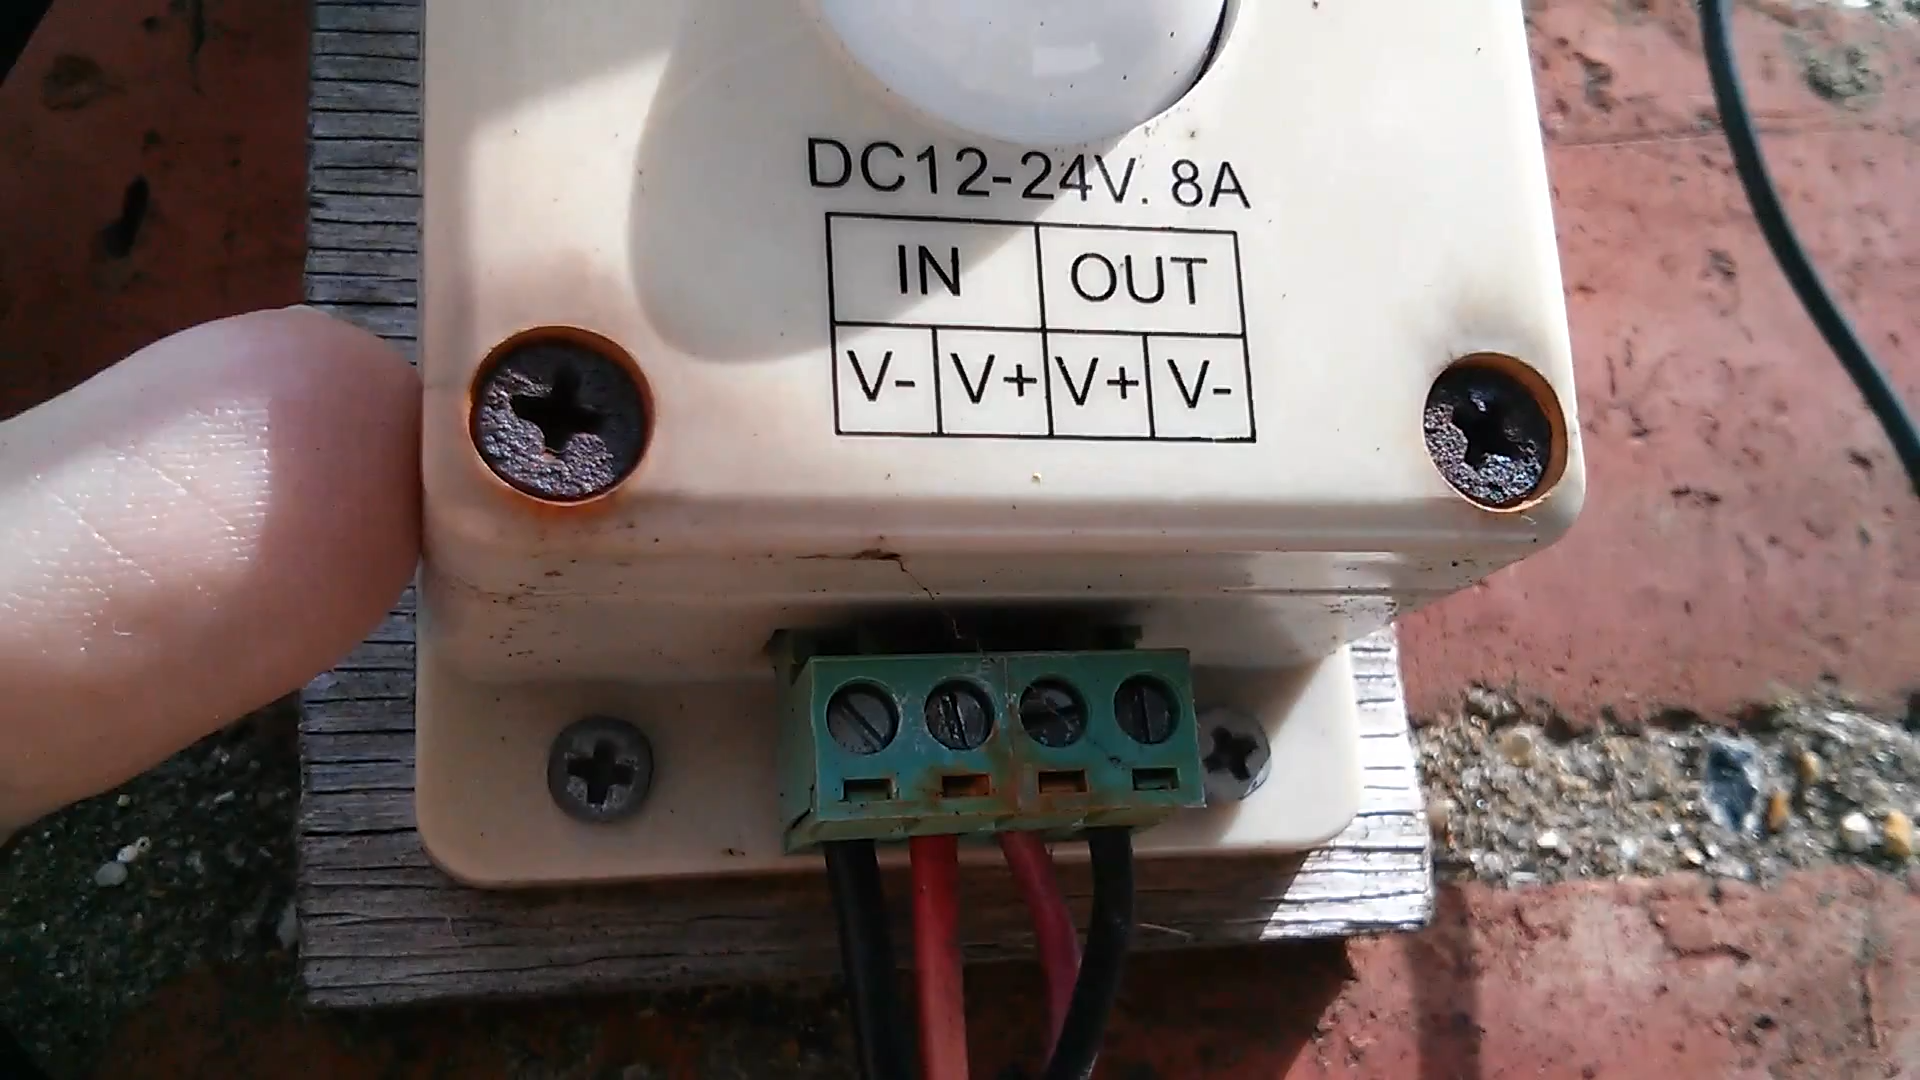 DC12-24V. 8A
IN OUT
V- V+ V+ V-